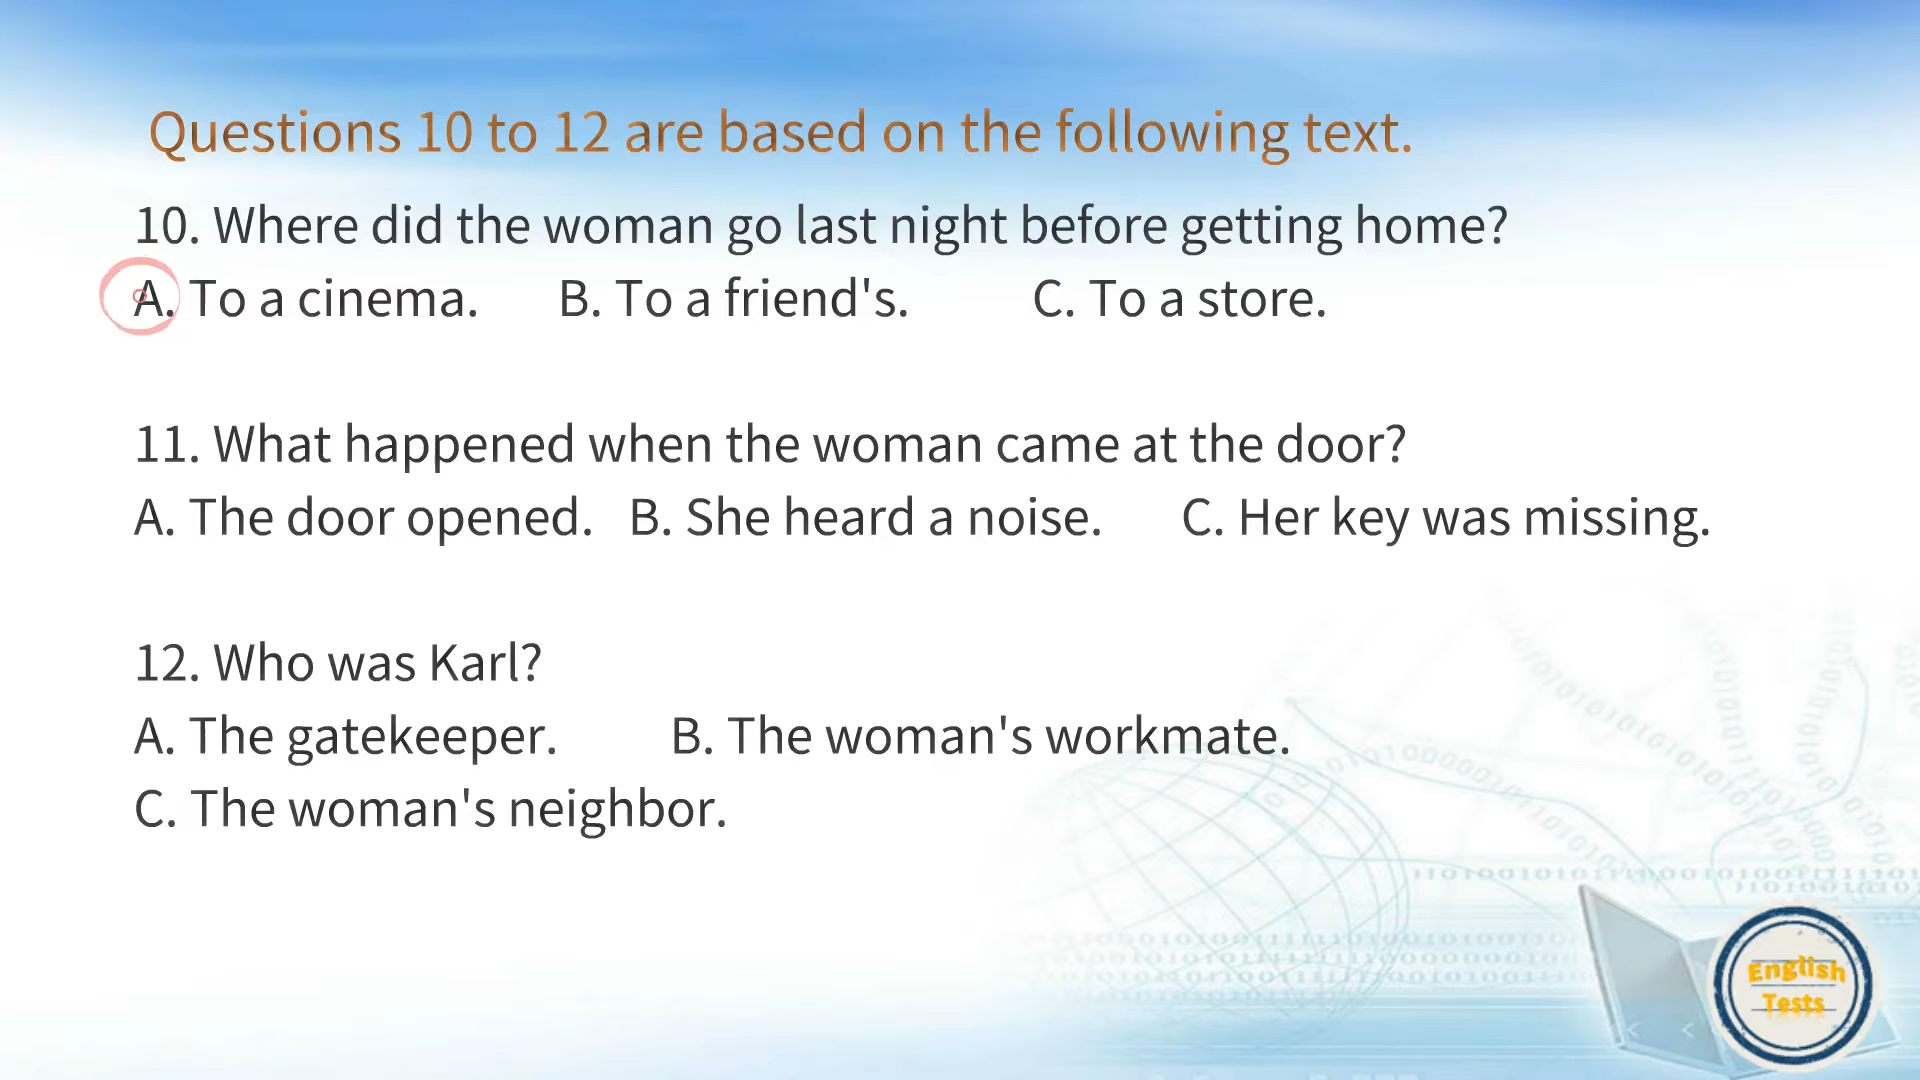 Questions 10 to 12 are based on the following text.
10. Where did the woman go last night before getting home?
A. To a cinema. B. To a friend's. C. To a store.
11. What happened when the woman came at the door?
A. The door opened. B. She heard a noise. C. Her key was missing.
12. Who was Karl?
A. The gatekeeper. B. The woman's workmate.
C. The woman's neighbor.
English
Tests